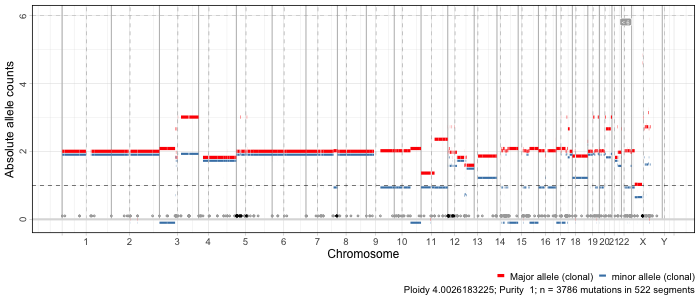 Absolute allele counts
6
4
2
0
1 2 3 4 5 6 7 8 9 10 11 12 13 14 15 16 17 18 19 20 21 22 X Y
Chromosome
Major allele (clonal) minor allele (clonal)
Ploidy 4.0026183225; Purity 1; n = 3786 mutations in 522 segments